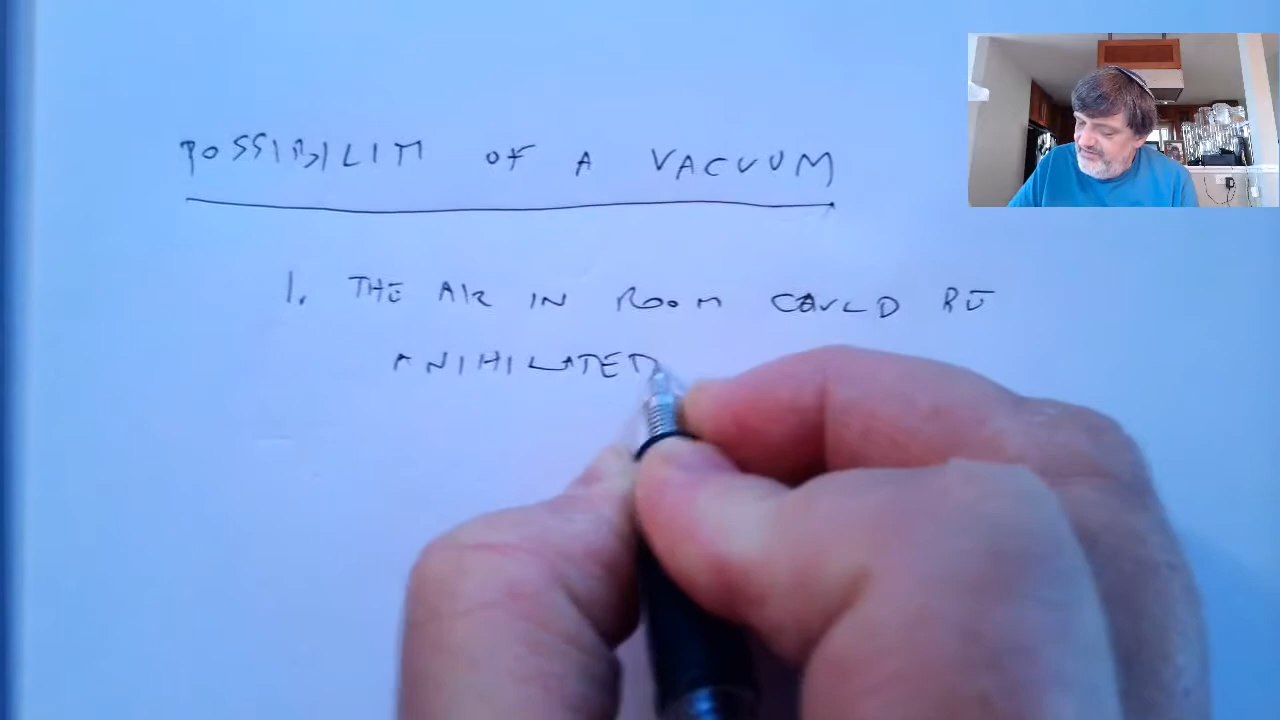 POSSIBILITY OF A VACUUM
1. THE AIR IN ROOM COULD BE
ANIHILATED